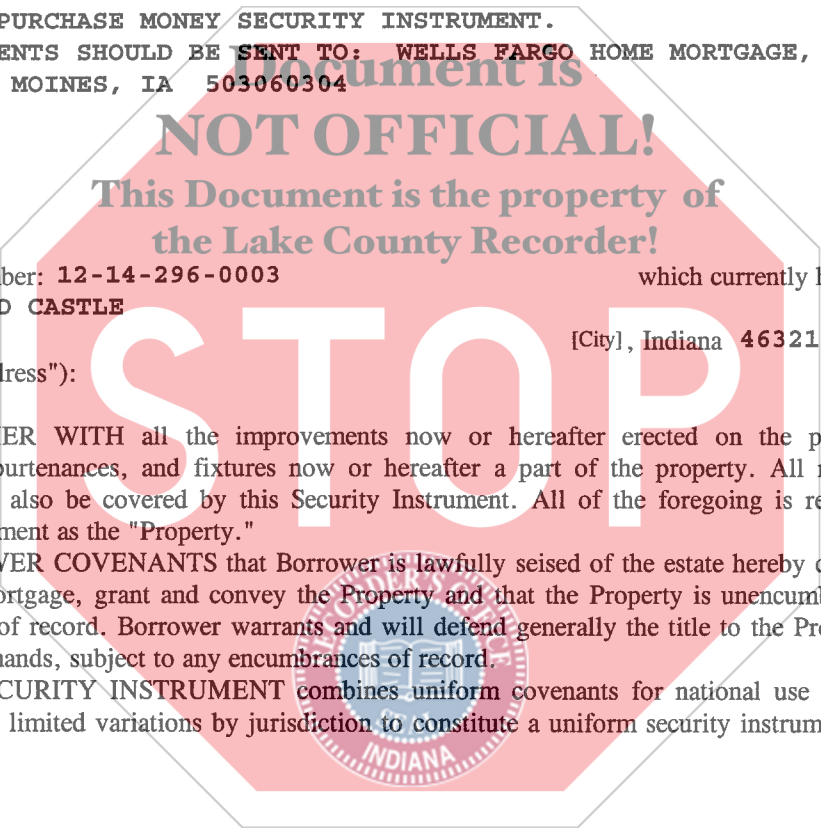 PURCHASE MONEY SECURITY INSTRUMENT.
ENTS SHOULD BE SENT TO: WELLS FARGO HOME MORTGAGE,
MOINES, IA 503060304
Document is
NOT OFFICIAL!
This Document is the property of
the Lake County Recorder!
ber: 12-14-296-0003 which currently h
D CASTLE
[City], Indiana 46321
dress"):
STOP
ER WITH all the improvements now or hereafter erected on the p
purtenances, and fixtures now or hereafter a part of the property. All r
also be covered by this Security Instrument. All of the foregoing is re
ment as the "Property."
VER COVENANTS that Borrower is lawfully seised of the estate hereby c
ortgage, grant and convey the Property and that the Property is unencumb
of record. Borrower warrants and will defend generally the title to the Pro
nands, subject to any encumbrances of record.
CURITY INSTRUMENT combines uniform covenants for national use
limited variations by jurisdiction to constitute a uniform security instrum
RECORDER'S OFFICE
SEAL
INDIANA